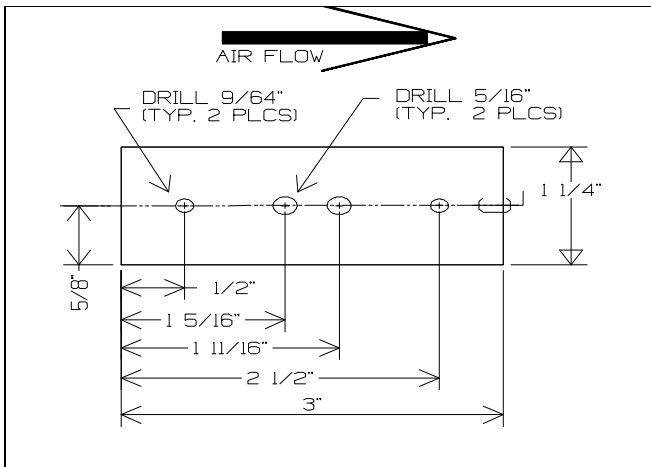 AIR FLOW
DRILL 9/64"
(TYP. 2 PLCS)
DRILL 5/16"
(TYP. 2 PLCS)
1 1/4"
5/8"
1/2"
1 5/16"
1 11/16"
2 1/2"
3"